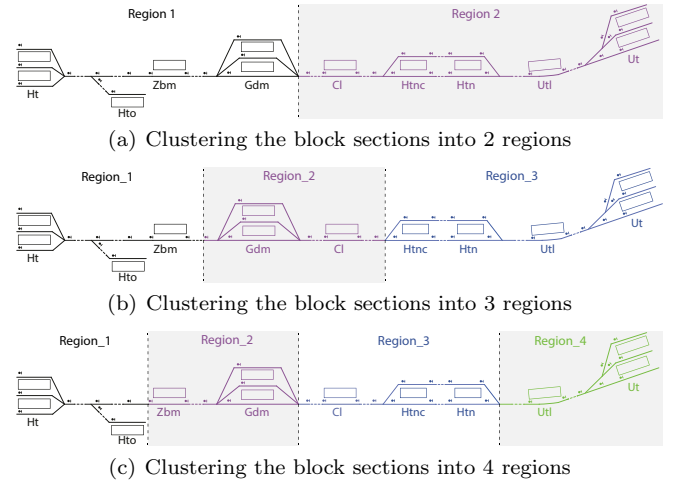 Region 1 Region 2
Ht Hto Zbm Gdm Cl Htnc Htn Utl Ut
(a) Clustering the block sections into 2 regions
Region_1 Region_2 Region_3
Ht Hto Zbm Gdm Cl Htnc Htn Utl Ut
(b) Clustering the block sections into 3 regions
Region_1 Region_2 Region_3 Region_4
Ht Hto Zbm Gdm Cl Htnc Htn Utl Ut
(c) Clustering the block sections into 4 regions